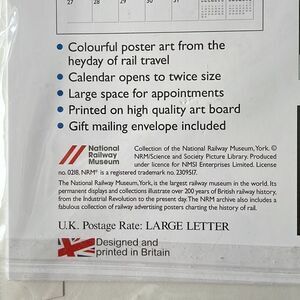 27 28 29 30 31
• Colourful poster art from the
heyday of rail travel
• Calendar opens to twice size
• Large space for appointments
• Printed on high quality art board
• Gift mailing envelope included
National
Railway
Museum
Collection of the National Railway Museum, York. ©
NRM/Science and Society Picture Library. Produced
under licence for NMSI Enterprises Limited. License
no. 0218. NRM® is a registered trademark no. 2309517.
The National Railway Museum, York, is the largest railway museum in the world. Its
permanent displays and collections illustrate over 200 years of British railway history,
from the Industrial Revolution to the present day. The NRM archive also includes a
fabulous collection of railway advertising posters charting the history of rail.
U.K. Postage Rate: LARGE LETTER
Designed and
printed in Britain